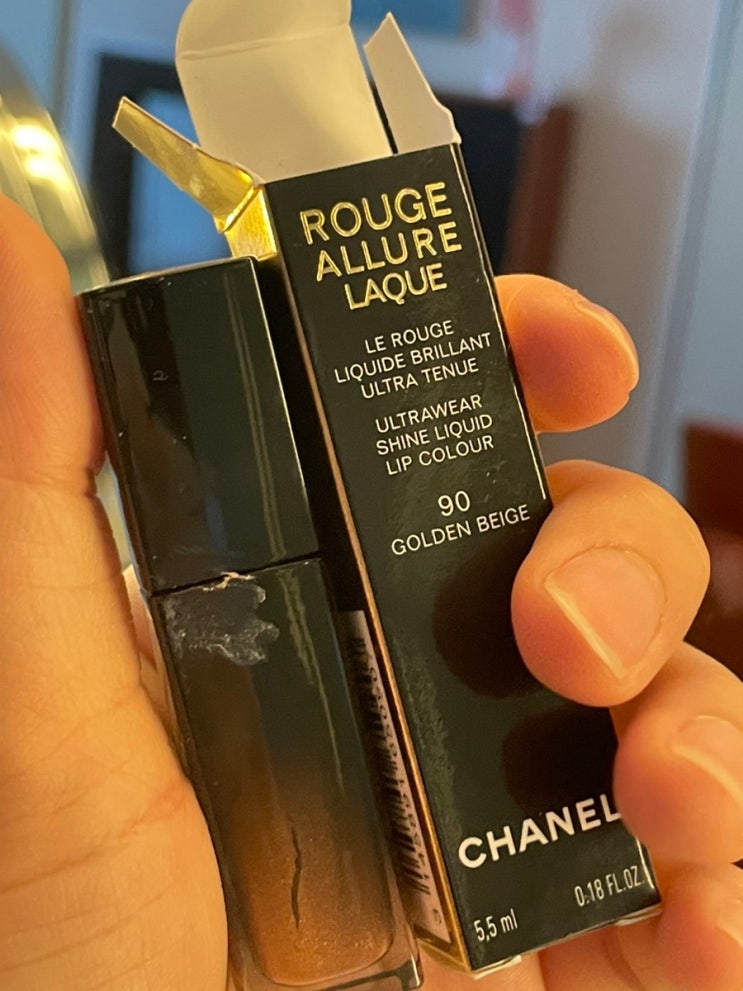 ROUGE
ALLURE
LAQUE
LE ROUGE
LIQUIDE BRILLANT
ULTRA TENUE
ULTRAWEAR
SHINE LIQUID
LIP COLOUR
90
GOLDEN BEIGE
CHANEL
5,5 ml 0.18 FL.OZ.